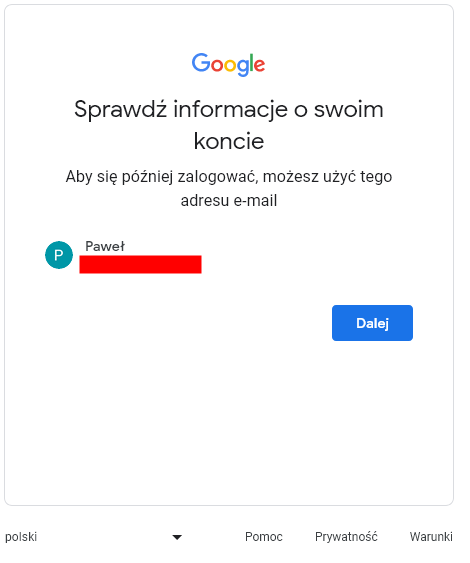 Google
Sprawdź informacje o swoim
koncie
Aby się później zalogować, możesz użyć tego
adresu e-mail
P
Paweł
Dalej
polski
Pomoc
Prywatność
Warunki